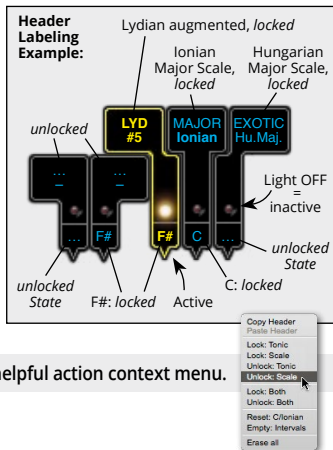 Header
Labeling
Example:
Lydian augmented, locked
Ionian
Major Scale,
locked
Hungarian
Major Scale,
locked
unlocked
LYD
#5
MAJOR
Ionian
EXOTIC
Hu.Maj.
...
–
...
–
Light OFF
=
inactive
...
F#
F#
C
...
unlocked
State
unlocked
State
F#: locked
Active
C: locked
elpful action context menu.
Copy Header
Paste Header
Lock: Tonic
Lock: Scale
Unlock: Tonic
Unlock: Scale
Lock: Both
Unlock: Both
Reset: C/Ionian
Empty: Intervals
Erase all